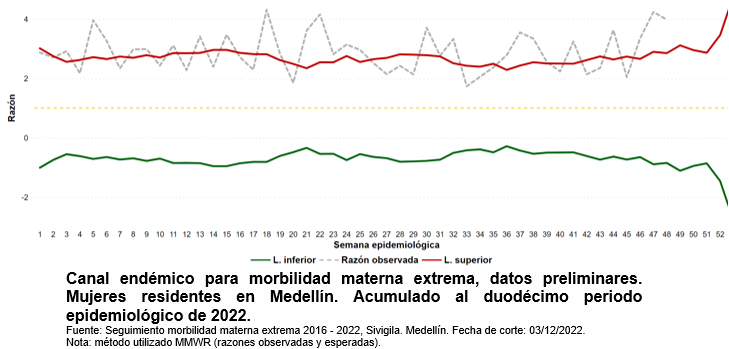 4
2
0
-2
Razón
1 2 3 4 5 6 7 8 9 10 11 12 13 14 15 16 17 18 19 20 21 22 23 24 25 26 27 28 29 30 31 32 33 34 35 36 37 38 39 40 41 42 43 44 45 46 47 48 49 50 51 52
Semana epidemiológica
L. inferior Razón observada L. superior
Canal endémico para morbilidad materna extrema, datos preliminares.
Mujeres residentes en Medellín. Acumulado al duodécimo periodo
epidemiológico de 2022.
Fuente: Seguimiento morbilidad materna extrema 2016 - 2022, Sivigila. Medellín. Fecha de corte: 03/12/2022.
Nota: método utilizado MMWR (razones observadas y esperadas).